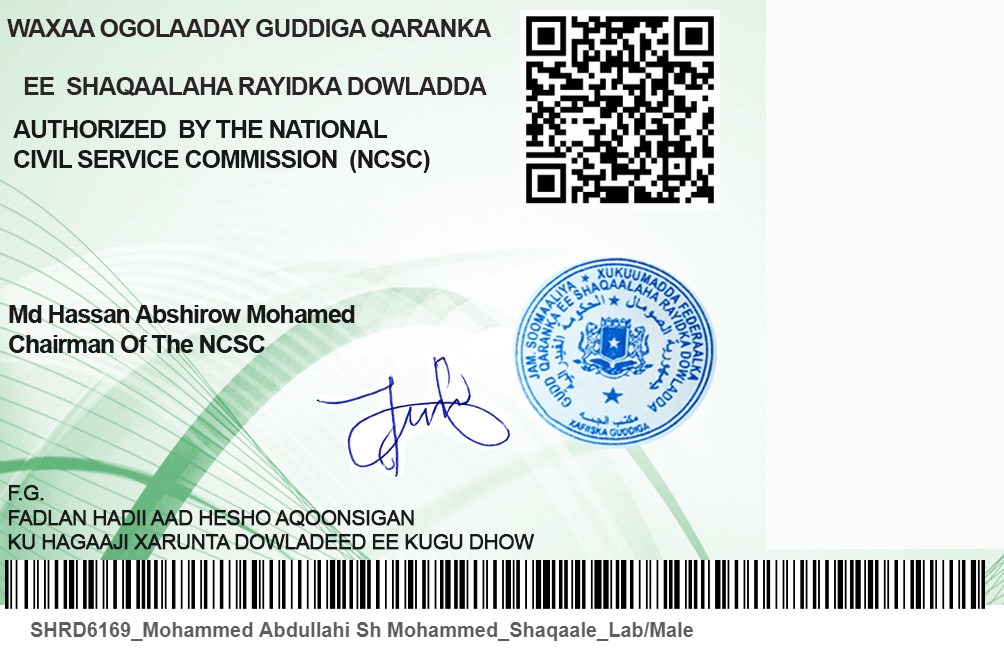 WAXAA OGOLAADAY GUDDIGA QARANKA
EE SHAQAALAHA RAYIDKA DOWLADDA
AUTHORIZED BY THE NATIONAL
CIVIL SERVICE COMMISSION (NCSC)
JAM. SOOMAALIYA ★ XUKUUMADDA FEDERAALKA
GUDD QARANKA EE SHAQAALAHA RAYIDKA DOWLADDA
XAFIISKA GUDDIGA
Md Hassan Abshirow Mohamed
Chairman Of The NCSC
F.G.
FADLAN HADII AAD HESHO AQOONSIGAN
KU HAGAAJI XARUNTA DOWLADEED EE KUGU DHOW
SHRD6169_Mohammed Abdullahi Sh Mohammed_Shaqaale_Lab/Male